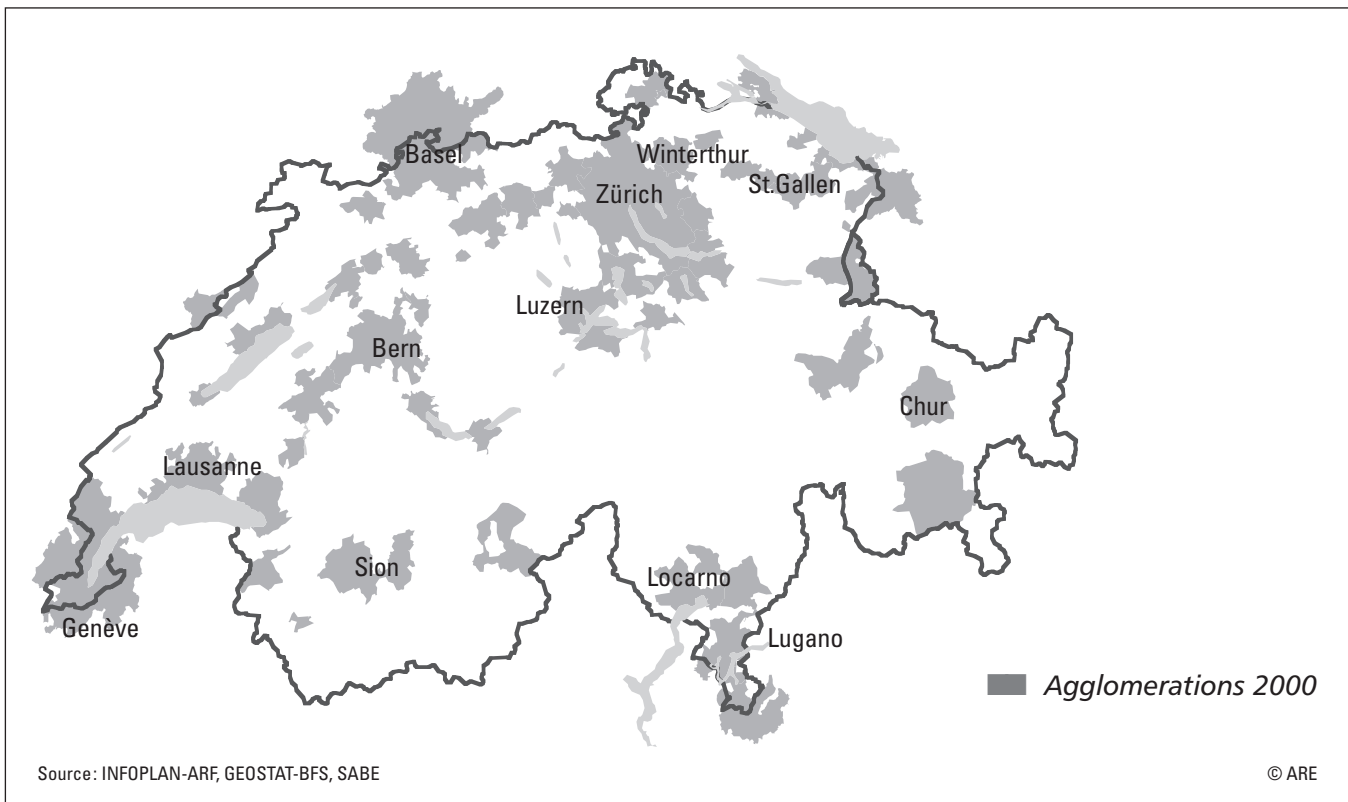 Basel
Winterthur
Zürich
St.Gallen
Luzern
Bern
Chur
Lausanne
Sion
Locarno
Genève
Lugano
Agglomerations 2000
Source: INFOPLAN-ARF, GEOSTAT-BFS, SABE
© ARE